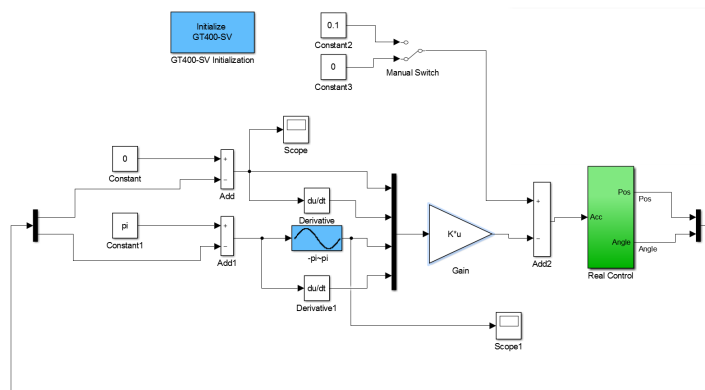 Initialize
GT400-SV
GT400-SV Initialization
0.1
Constant2
0
Constant3
Manual Switch
Scope
0
Constant
+
−
Add
du/dt
Derivative
pi
Constant1
+
−
Add1
-pi~pi
du/dt
Derivative1
K*u
Gain
+
−
Add2
Acc
Pos
Angle
Real Control
Pos
Angle
Scope1